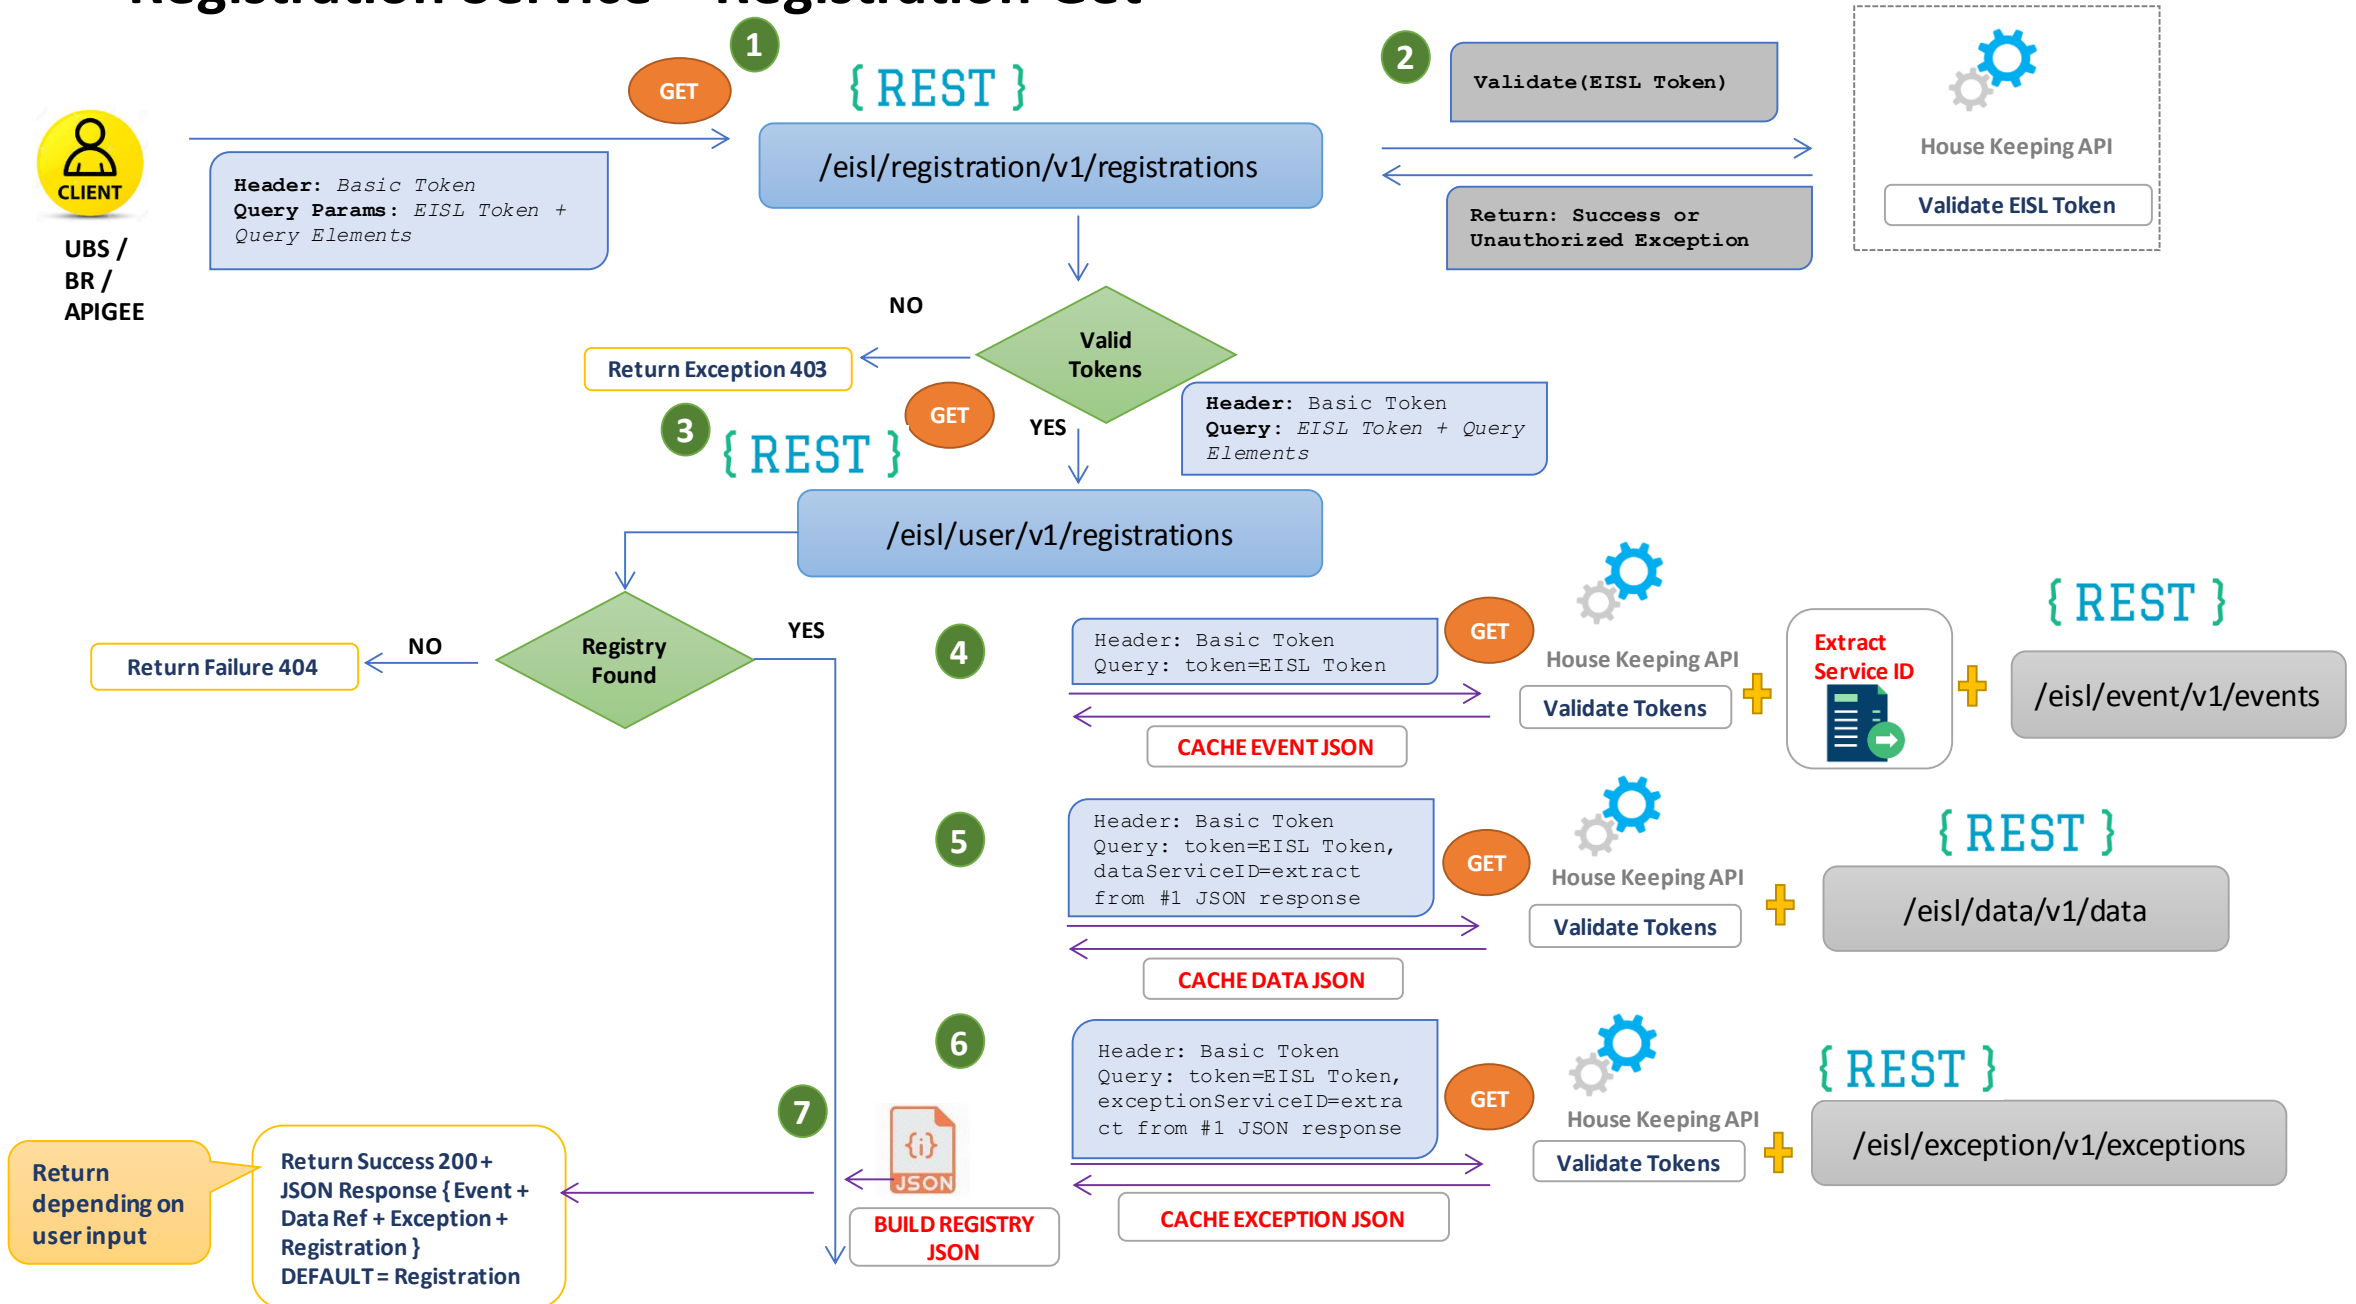 Registration Service – Registration Get
1
GET
{ REST }
2
Validate(EISL Token)
House Keeping API
Validate EISL Token
CLIENT
UBS /
BR /
APIGEE
Header: Basic Token
Query Params: EISL Token +
Query Elements
/eisl/registration/v1/registrations
Return: Success or
Unauthorized Exception
NO
Valid
Tokens
Return Exception 403
3
{ REST }
GET
YES
Header: Basic Token
Query: EISL Token + Query
Elements
/eisl/user/v1/registrations
Registry
Found
NO
YES
Return Failure 404
4
Header: Basic Token
Query: token=EISL Token
GET
House Keeping API
Validate Tokens
Extract
Service ID
{ REST }
/eisl/event/v1/events
CACHE EVENT JSON
5
Header: Basic Token
Query: token=EISL Token,
dataServiceID=extract
from #1 JSON response
GET
House Keeping API
Validate Tokens
{ REST }
/eisl/data/v1/data
CACHE DATA JSON
6
Header: Basic Token
Query: token=EISL Token,
exceptionServiceID=extra
ct from #1 JSON response
GET
House Keeping API
Validate Tokens
{ REST }
/eisl/exception/v1/exceptions
CACHE EXCEPTION JSON
7
{i}
JSON
BUILD REGISTRY
JSON
Return Success 200 +
JSON Response { Event +
Data Ref + Exception +
Registration }
DEFAULT = Registration
Return
depending on
user input